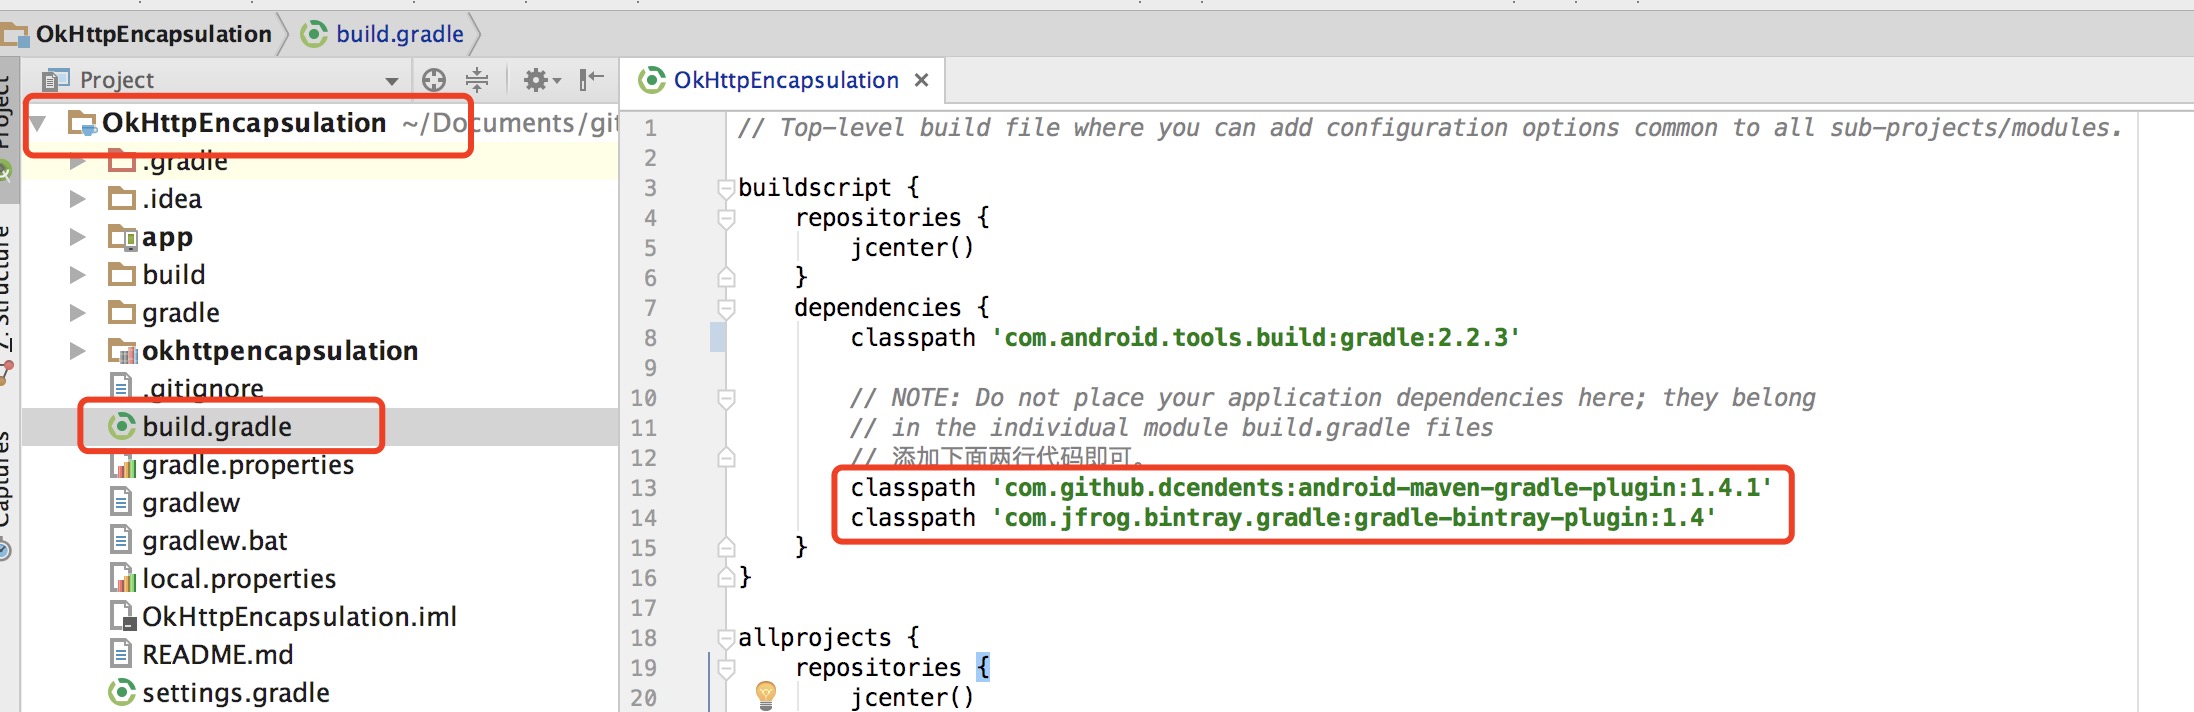 OkHttpEncapsulation build.gradle
Project
OkHttpEncapsulation
Project
7: Structure
Captures
OkHttpEncapsulation ~/Documents/git
.gradle
.idea
app
build
gradle
okhttpencapsulation
.gitignore
build.gradle
gradle.properties
gradlew
gradlew.bat
local.properties
OkHttpEncapsulation.iml
README.md
settings.gradle
1 // Top-level build file where you can add configuration options common to all sub-projects/modules.
2
3 buildscript {
4 repositories {
5 jcenter()
6 }
7 dependencies {
8 classpath 'com.android.tools.build:gradle:2.2.3'
9
10 // NOTE: Do not place your application dependencies here; they belong
11 // in the individual module build.gradle files
12 // 添加下面两行代码即可。
13 classpath 'com.github.dcendents:android-maven-gradle-plugin:1.4.1'
14 classpath 'com.jfrog.bintray.gradle:gradle-bintray-plugin:1.4'
15 }
16 }
17
18 allprojects {
19 repositories {
20 jcenter()